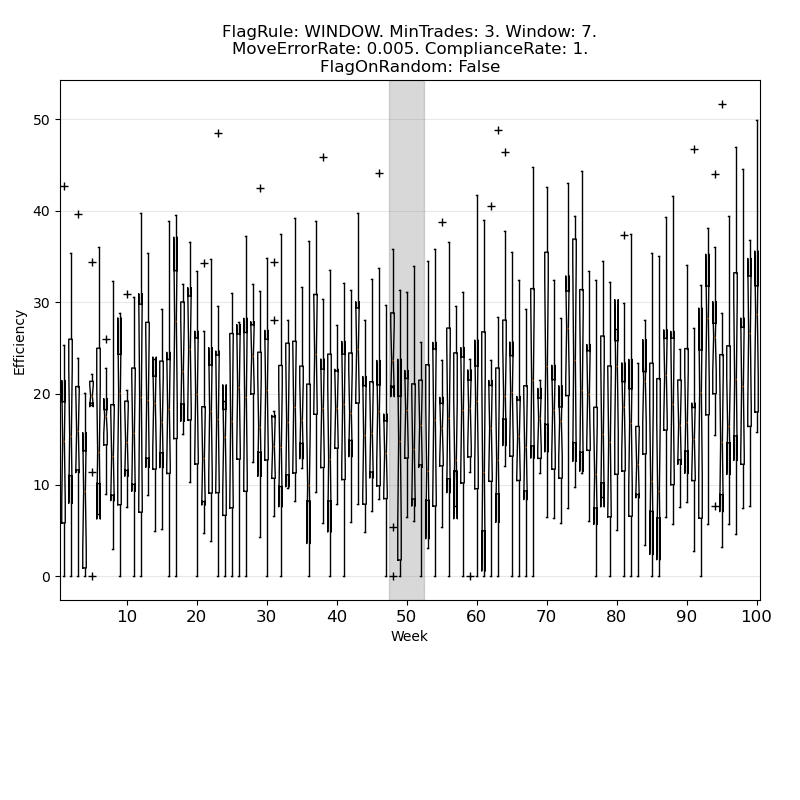 FlagRule: WINDOW. MinTrades: 3. Window: 7.
MoveErrorRate: 0.005. ComplianceRate: 1.
FlagOnRandom: False
50
40
30
20
10
0
Efficiency
10 20 30 40 50 60 70 80 90 100
Week